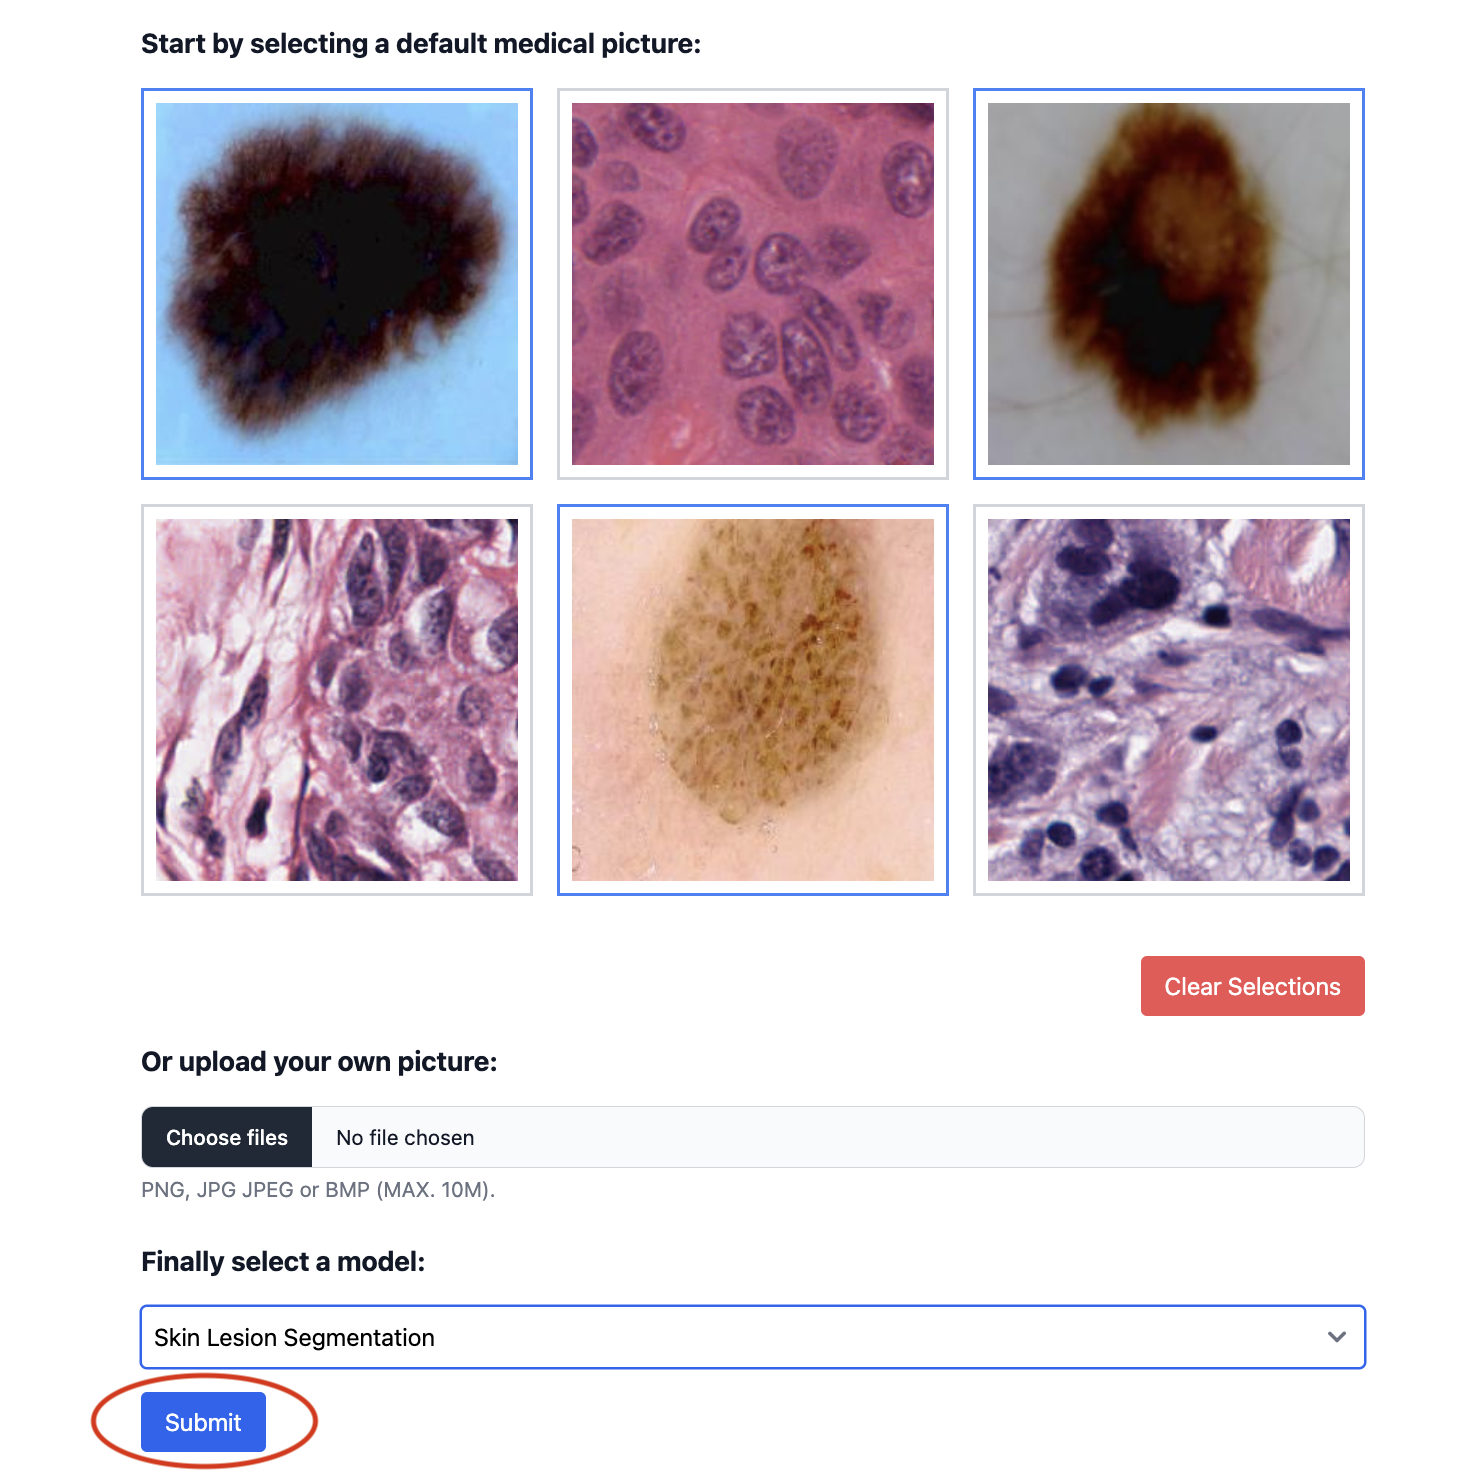 Start by selecting a default medical picture:
Clear Selections
Or upload your own picture:
Choose files No file chosen
PNG, JPG JPEG or BMP (MAX. 10M).
Finally select a model:
Skin Lesion Segmentation
Submit